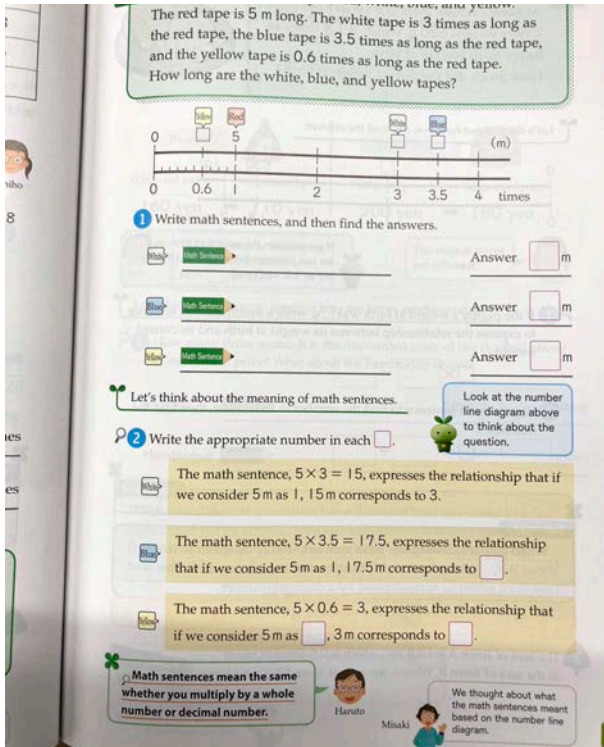 The red tape is 5 m long. The white tape is 3 times as long as
the red tape, the blue tape is 3.5 times as long as the red tape,
and the yellow tape is 0.6 times as long as the red tape.
How long are the white, blue, and yellow tapes?
Yellow Red White Blue
0 □ 5 □ □ (m)
0 0.6 1 2 3 3.5 4 times
1 Write math sentences, and then find the answers.
White Math Sentence Answer □ m
Blue Math Sentence Answer □ m
Yellow Math Sentence Answer □ m
Let's think about the meaning of math sentences.
Look at the number
line diagram above
to think about the
question.
2 Write the appropriate number in each □.
White
The math sentence, 5×3 = 15, expresses the relationship that if
we consider 5 m as 1, 15 m corresponds to 3.
Blue
The math sentence, 5×3.5 = 17.5, expresses the relationship
that if we consider 5 m as 1, 17.5 m corresponds to □.
Yellow
The math sentence, 5×0.6 = 3, expresses the relationship that
if we consider 5 m as □, 3 m corresponds to □.
Math sentences mean the same
whether you multiply by a whole
number or decimal number.
Haruto
Misaki
We thought about what
the math sentences meant
based on the number line
diagram.
8